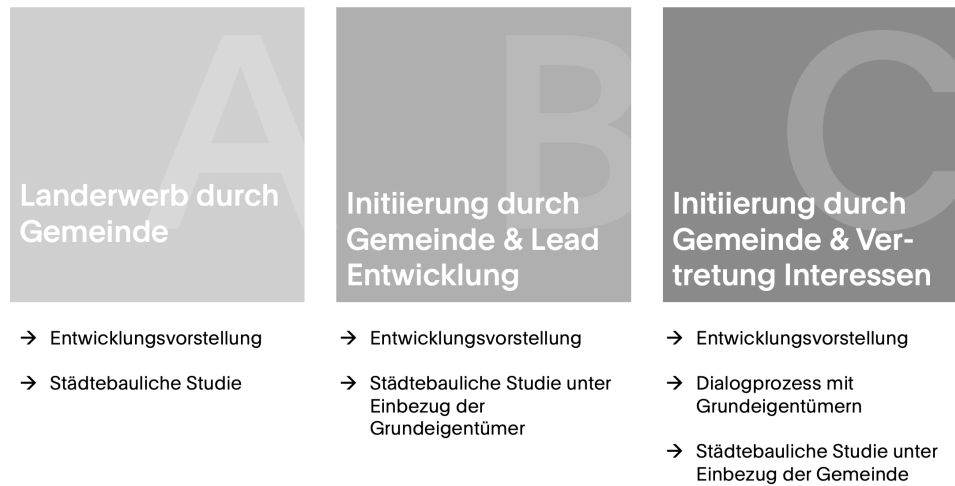 A
Landerwerb durch
Gemeinde
→ Entwicklungsvorstellung
→ Städtebauliche Studie
B
Initiierung durch
Gemeinde & Lead
Entwicklung
→ Entwicklungsvorstellung
→ Städtebauliche Studie unter
Einbezug der
Grundeigentümer
C
Initiierung durch
Gemeinde & Ver-
tretung Interessen
→ Entwicklungsvorstellung
→ Dialogprozess mit
Grundeigentümern
→ Städtebauliche Studie unter
Einbezug der Gemeinde